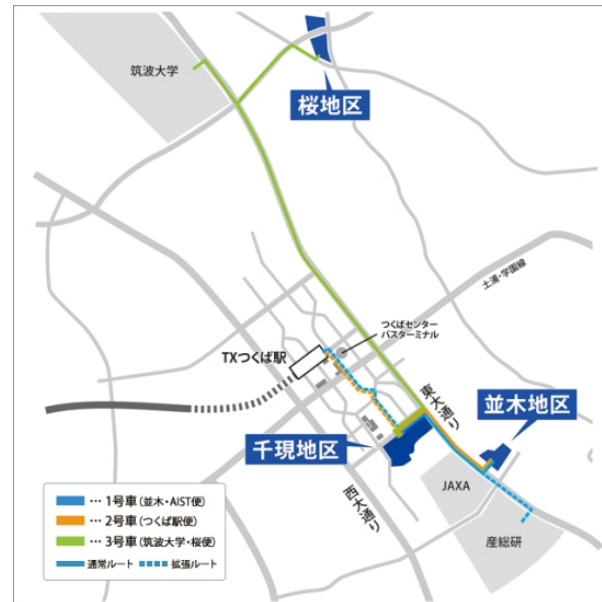 筑波大学
桜地区
土浦・学園線
つくばセンター
バスターミナル
TXつくば駅
東大通り
並木地区
千現地区
JAXA
西大通り
産総研
… 1号車(並木・AIST便)
… 2号車(つくば駅便)
… 3号車(筑波大学・桜便)
通常ルート 拡張ルート